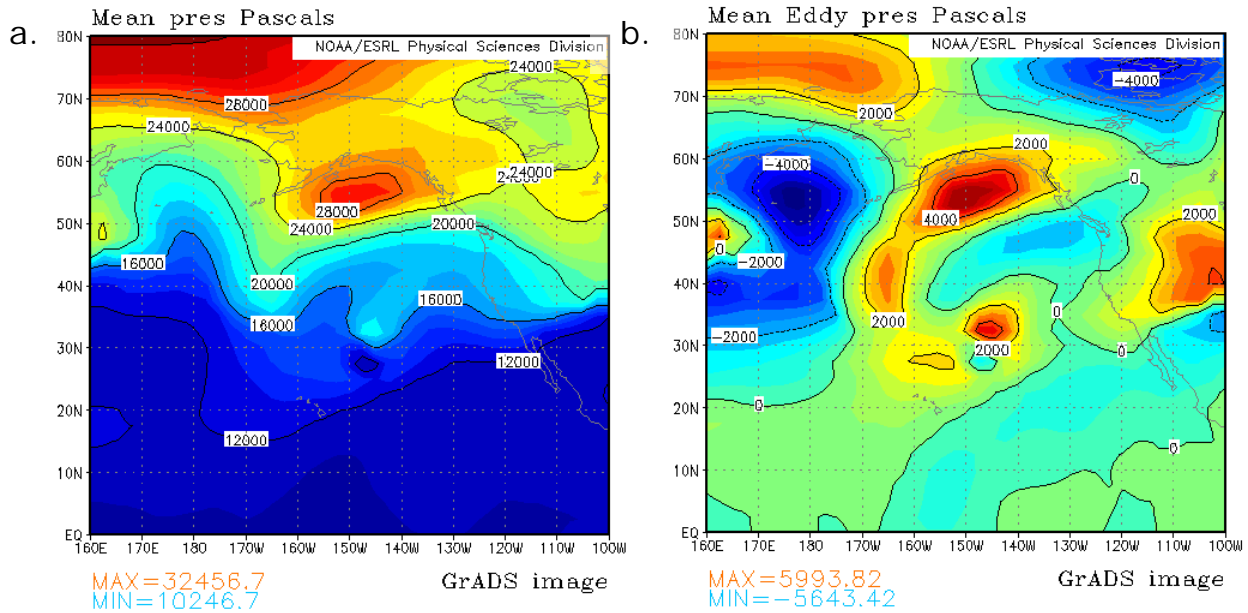 a.
Mean pres Pascals
NOAA/ESRL Physical Sciences Division
80N
70N
60N
50N
40N
30N
20N
10N
EQ
24000
28000
24000
24000
28000
24000
20000
16000
20000
16000
16000
12000
12000
160E 170E 180 170W 160W 150W 140W 130W 120W 110W 100W
MAX=32456.7
MIN=10246.7
GrADS image
b.
Mean Eddy pres Pascals
NOAA/ESRL Physical Sciences Division
80N
70N
60N
50N
40N
30N
20N
10N
EQ
-4000
2000
2000
-4000
0
4000
2000
0
-2000
0
2000
-2000
2000
0
0
0
0
160E 170E 180 170W 160W 150W 140W 130W 120W 110W 100W
MAX=5993.82
MIN=-5643.42
GrADS image